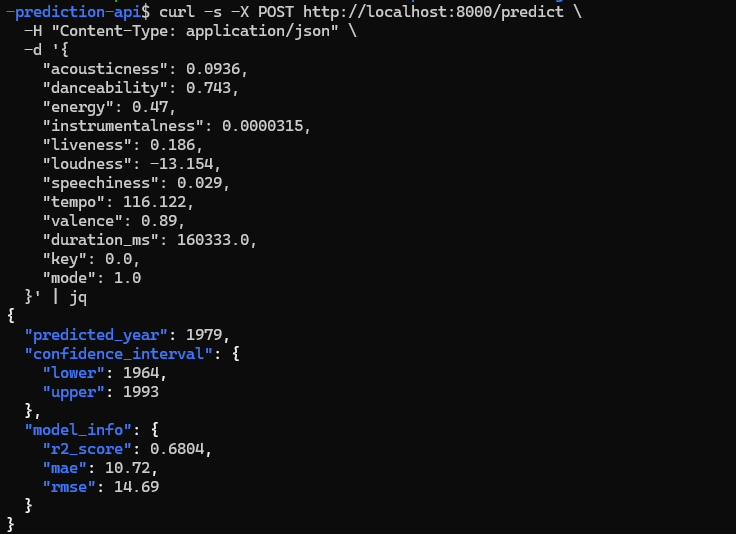 -prediction-api$ curl -s -X POST http://localhost:8000/predict \
  -H "Content-Type: application/json" \
  -d '{
    "acousticness": 0.0936,
    "danceability": 0.743,
    "energy": 0.47,
    "instrumentalness": 0.0000315,
    "liveness": 0.186,
    "loudness": -13.154,
    "speechiness": 0.029,
    "tempo": 116.122,
    "valence": 0.89,
    "duration_ms": 160333.0,
    "key": 0.0,
    "mode": 1.0
  }' | jq
{
  "predicted_year": 1979,
  "confidence_interval": {
    "lower": 1964,
    "upper": 1993
  },
  "model_info": {
    "r2_score": 0.6804,
    "mae": 10.72,
    "rmse": 14.69
  }
}